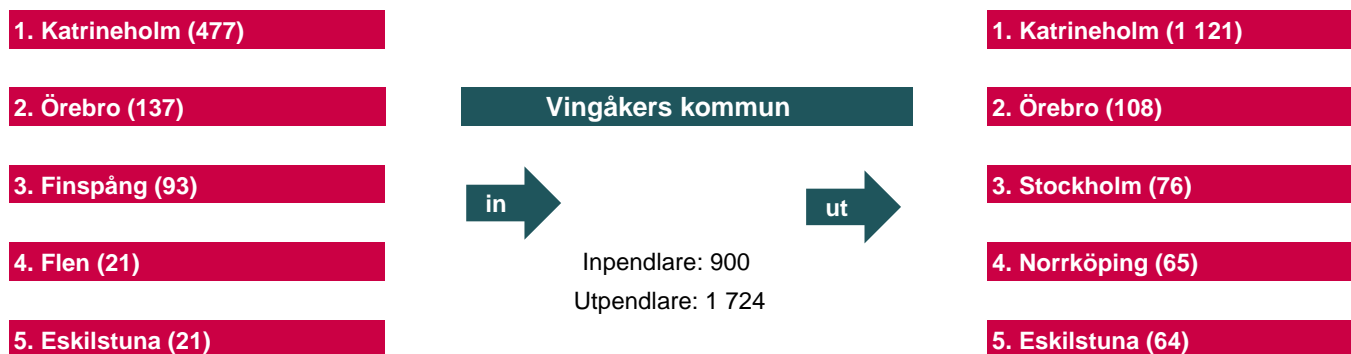 1. Katrineholm (477)
2. Örebro (137)
3. Finspång (93)
4. Flen (21)
5. Eskilstuna (21)
Vingåkers kommun
in
ut
Inpendlare: 900
Utpendlare: 1 724
1. Katrineholm (1 121)
2. Örebro (108)
3. Stockholm (76)
4. Norrköping (65)
5. Eskilstuna (64)